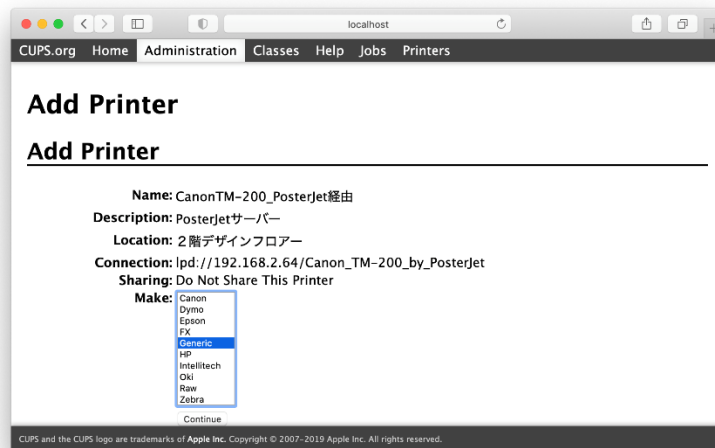 localhost
CUPS.org Home Administration Classes Help Jobs Printers
Add Printer
Add Printer
Name: CanonTM-200_PosterJet経由
Description: PosterJetサーバー
Location: ２階デザインフロアー
Connection: lpd://192.168.2.64/Canon_TM-200_by_PosterJet
Sharing: Do Not Share This Printer
Make: Canon
Dymo
Epson
FX
Generic
HP
Intellitech
Oki
Raw
Zebra
Continue
CUPS and the CUPS logo are trademarks of Apple Inc. Copyright © 2007-2019 Apple Inc. All rights reserved.